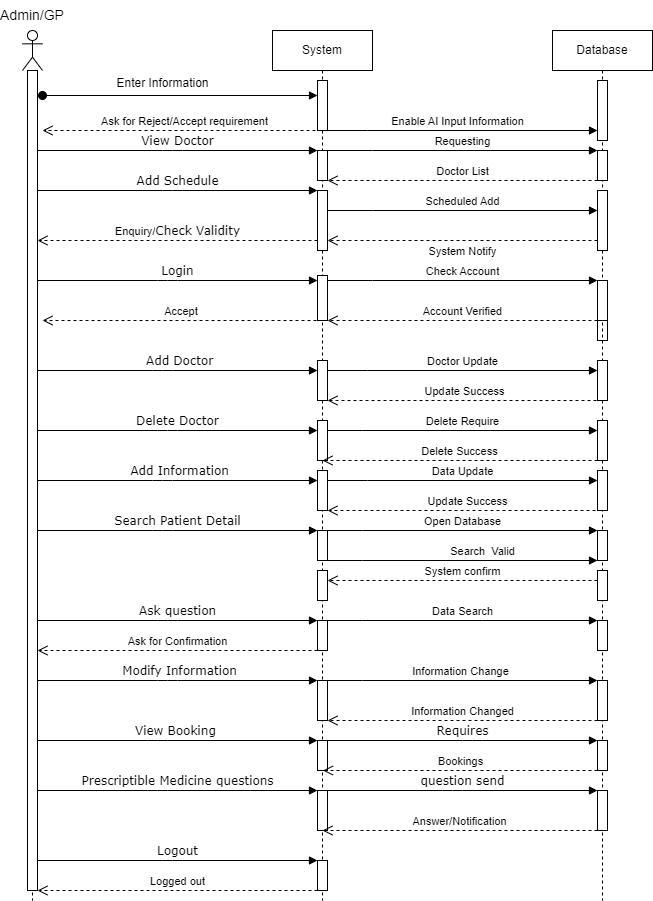 Admin/GP
System
Database
Enter Information
Ask for Reject/Accept requirement
Enable AI Input Information
View Doctor
Requesting
Doctor List
Add Schedule
Scheduled Add
Enquiry/Check Validity
System Notify
Login
Check Account
Accept
Account Verified
Add Doctor
Doctor Update
Update Success
Delete Doctor
Delete Require
Delete Success
Add Information
Data Update
Update Success
Search Patient Detail
Open Database
Search Valid
System confirm
Ask question
Data Search
Ask for Confirmation
Modify Information
Information Change
Information Changed
View Booking
Requires
Bookings
Prescriptible Medicine questions
question send
Answer/Notification
Logout
Logged out